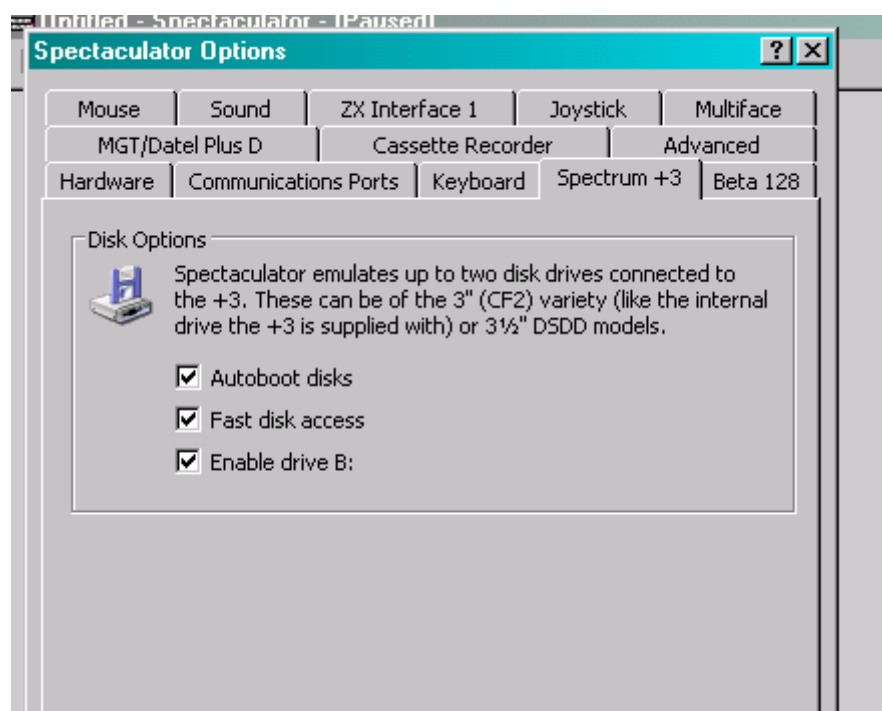 Untitled - Spectaculator - [Paused]
Spectaculator Options
Mouse Sound ZX Interface 1 Joystick Multiface
MGT/Datel Plus D Cassette Recorder Advanced
Hardware Communications Ports Keyboard Spectrum +3 Beta 128
Disk Options
Spectaculator emulates up to two disk drives connected to
the +3. These can be of the 3" (CF2) variety (like the internal
drive the +3 is supplied with) or 3½" DSDD models.
Autoboot disks
Fast disk access
Enable drive B: